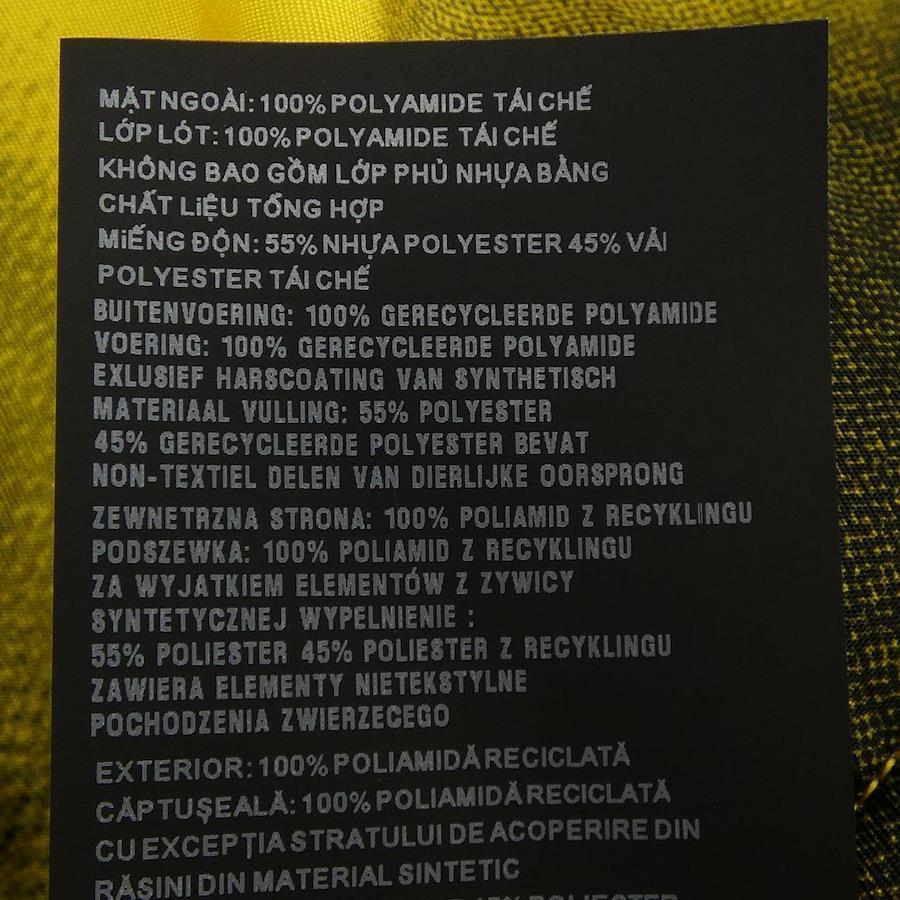 MẶT NGOÀI: 100% POLYAMIDE TÁI CHẾ
LỚP LÓT: 100% POLYAMIDE TÁI CHẾ
KHÔNG BAO GỒM LỚP PHỦ NHỰA BẰNG
CHẤT LIỆU TỔNG HỢP
MIẾNG ĐỘN: 55% NHỰA POLYESTER 45% VẢI
POLYESTER TÁI CHẾ
BUITENVOERING: 100% GERECYCLEERDE POLYAMIDE
VOERING: 100% GERECYCLEERDE POLYAMIDE
EXLUSIEF HARSCOATING VAN SYNTHETISCH
MATERIAAL VULLING: 55% POLYESTER
45% GERECYCLEERDE POLYESTER BEVAT
NON-TEXTIEL DELEN VAN DIERLIJKE OORSPRONG
ZEWNETRZNA STRONA: 100% POLIAMID Z RECYKLINGU
PODSZEWKA: 100% POLIAMID Z RECYKLINGU
ZA WYJATKIEM ELEMENTÓW Z ZYWICY
SYNTETYCZNEJ WYPELNIENIE :
55% POLIESTER 45% POLIESTER Z RECYKLINGU
ZAWIERA ELEMENTY NIETEKSTYLNE
POCHODZENIA ZWIERZECEGO
EXTERIOR: 100% POLIAMIDĂ RECICLATĂ
CĂPTUȘEALĂ: 100% POLIAMIDĂ RECICLATĂ
CU EXCEPȚIA STRATULUI DE ACOPERIRE DIN
RĂȘINI DIN MATERIAL SINTETIC
45% POLIESTER